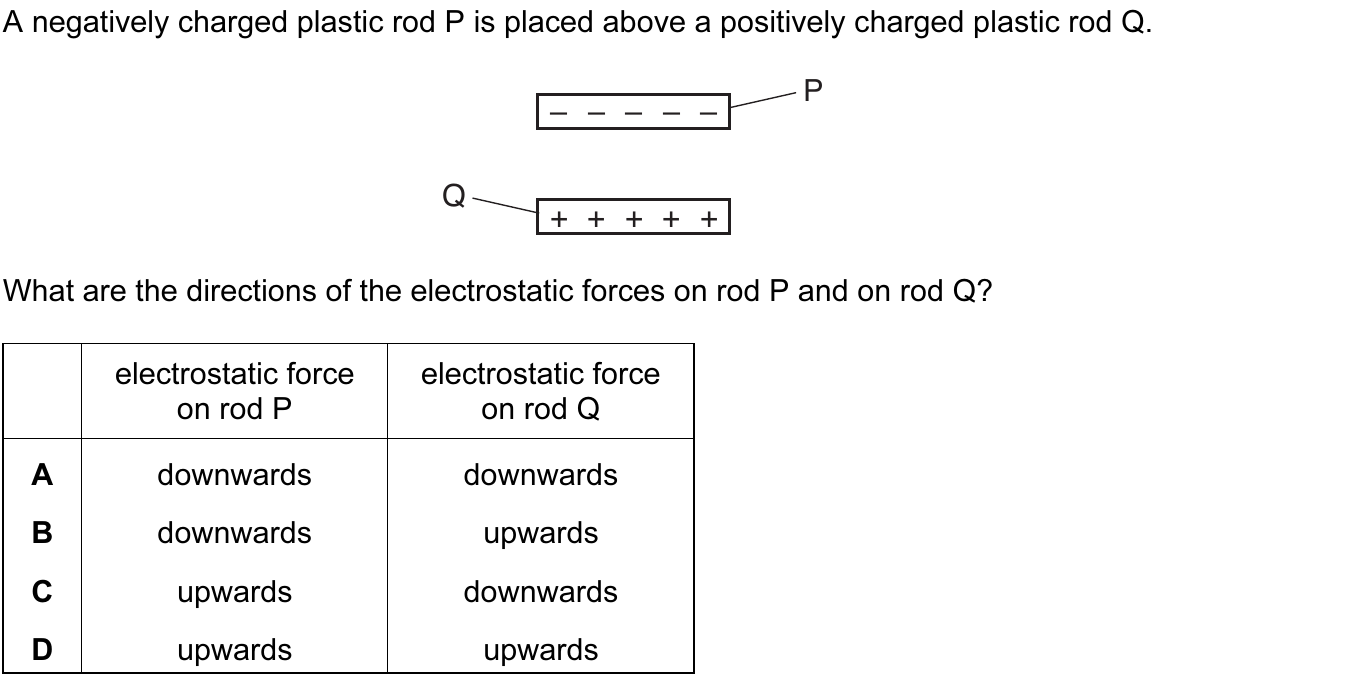 A negatively charged plastic rod P is placed above a positively charged plastic rod Q.
P
– – – – –
Q
+ + + + +
What are the directions of the electrostatic forces on rod P and on rod Q?
electrostatic force on rod P electrostatic force on rod Q
A downwards downwards
B downwards upwards
C upwards downwards
D upwards upwards